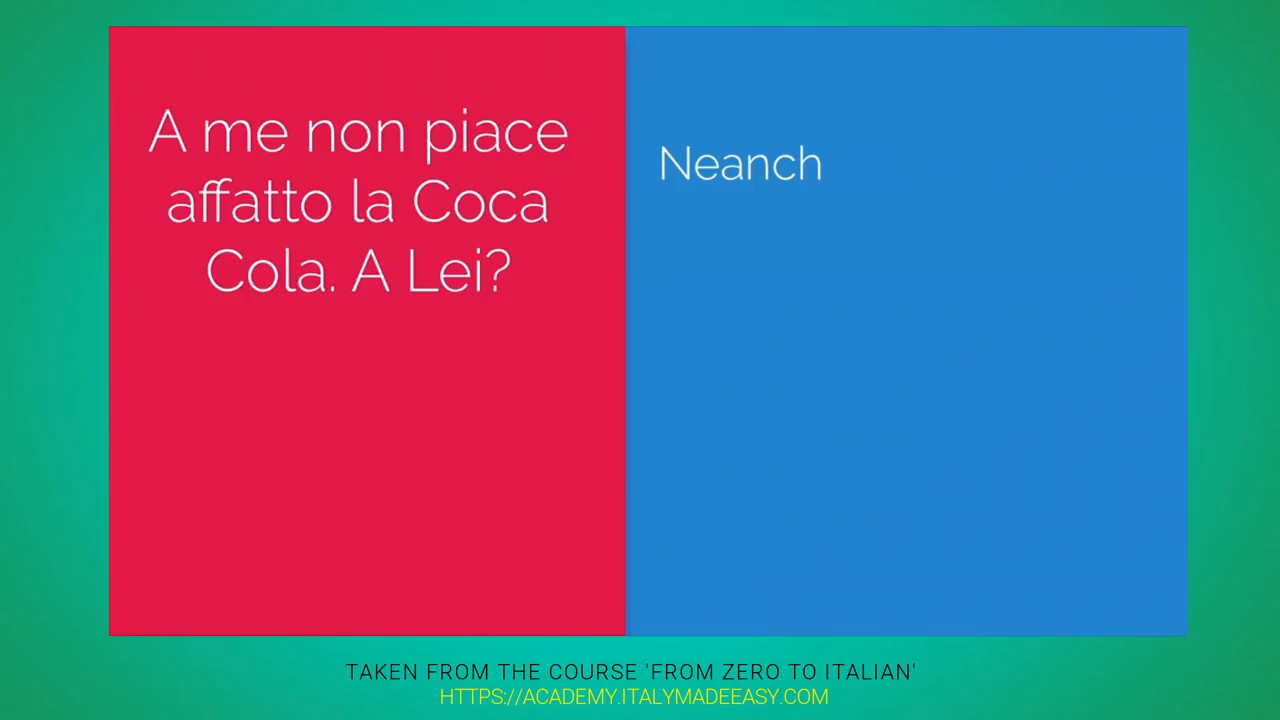 A me non piace
affatto la Coca
Cola. A Lei?
Neanch
TAKEN FROM THE COURSE 'FROM ZERO TO ITALIAN'
HTTPS://ACADEMY.ITALYMADEEASY.COM